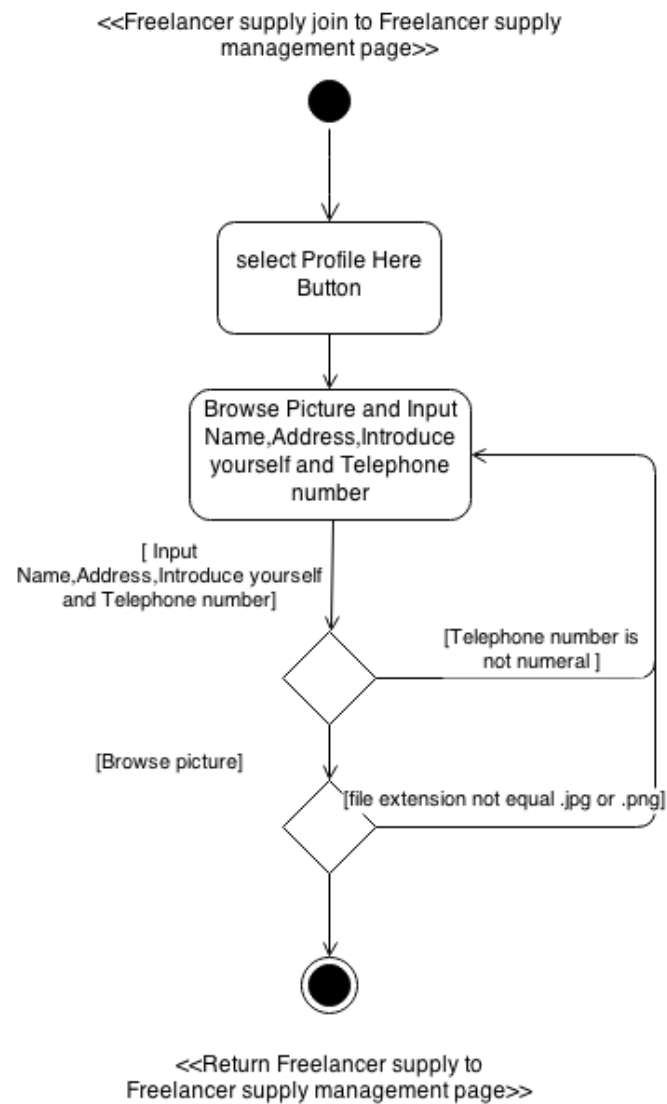 <<Freelancer supply join to Freelancer supply
management page>>
select Profile Here
Button
Browse Picture and Input
Name,Address,Introduce
yourself and Telephone
number
[ Input
Name,Address,Introduce yourself
and Telephone number]
[Telephone number is
not numeral ]
[Browse picture]
[file extension not equal .jpg or .png]
<<Return Freelancer supply to
Freelancer supply management page>>